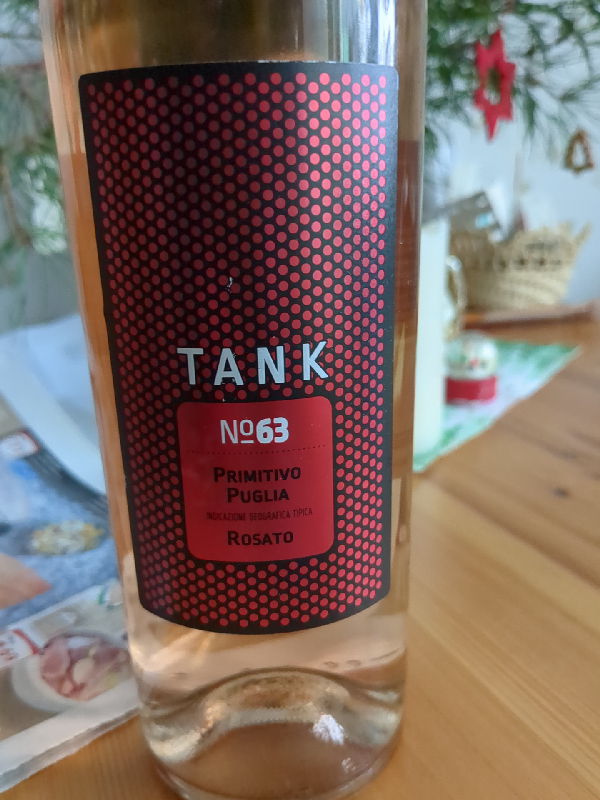 TANK
Nº63
PRIMITIVO
PUGLIA
INDICAZIONE GEOGRAFICA TIPICA
ROSATO